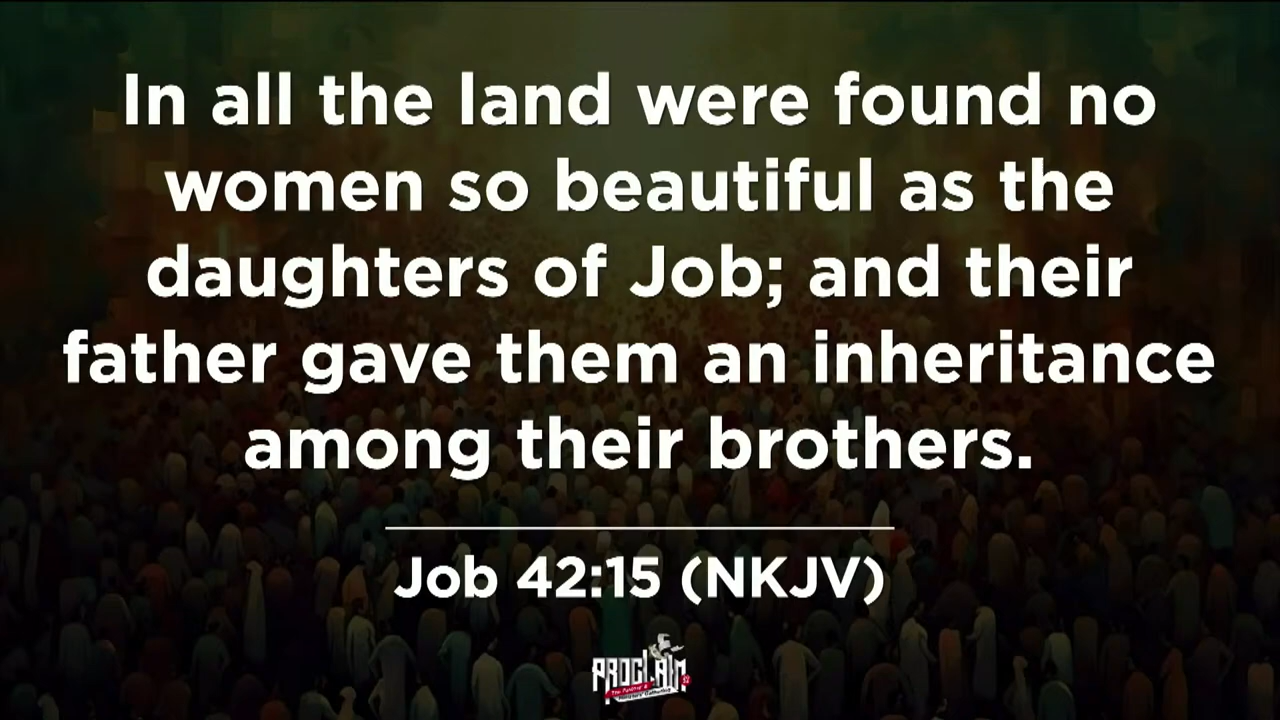 In all the land were found no
women so beautiful as the
daughters of Job; and their
father gave them an inheritance
among their brothers.
Job 42:15 (NKJV)
PROCLAIM